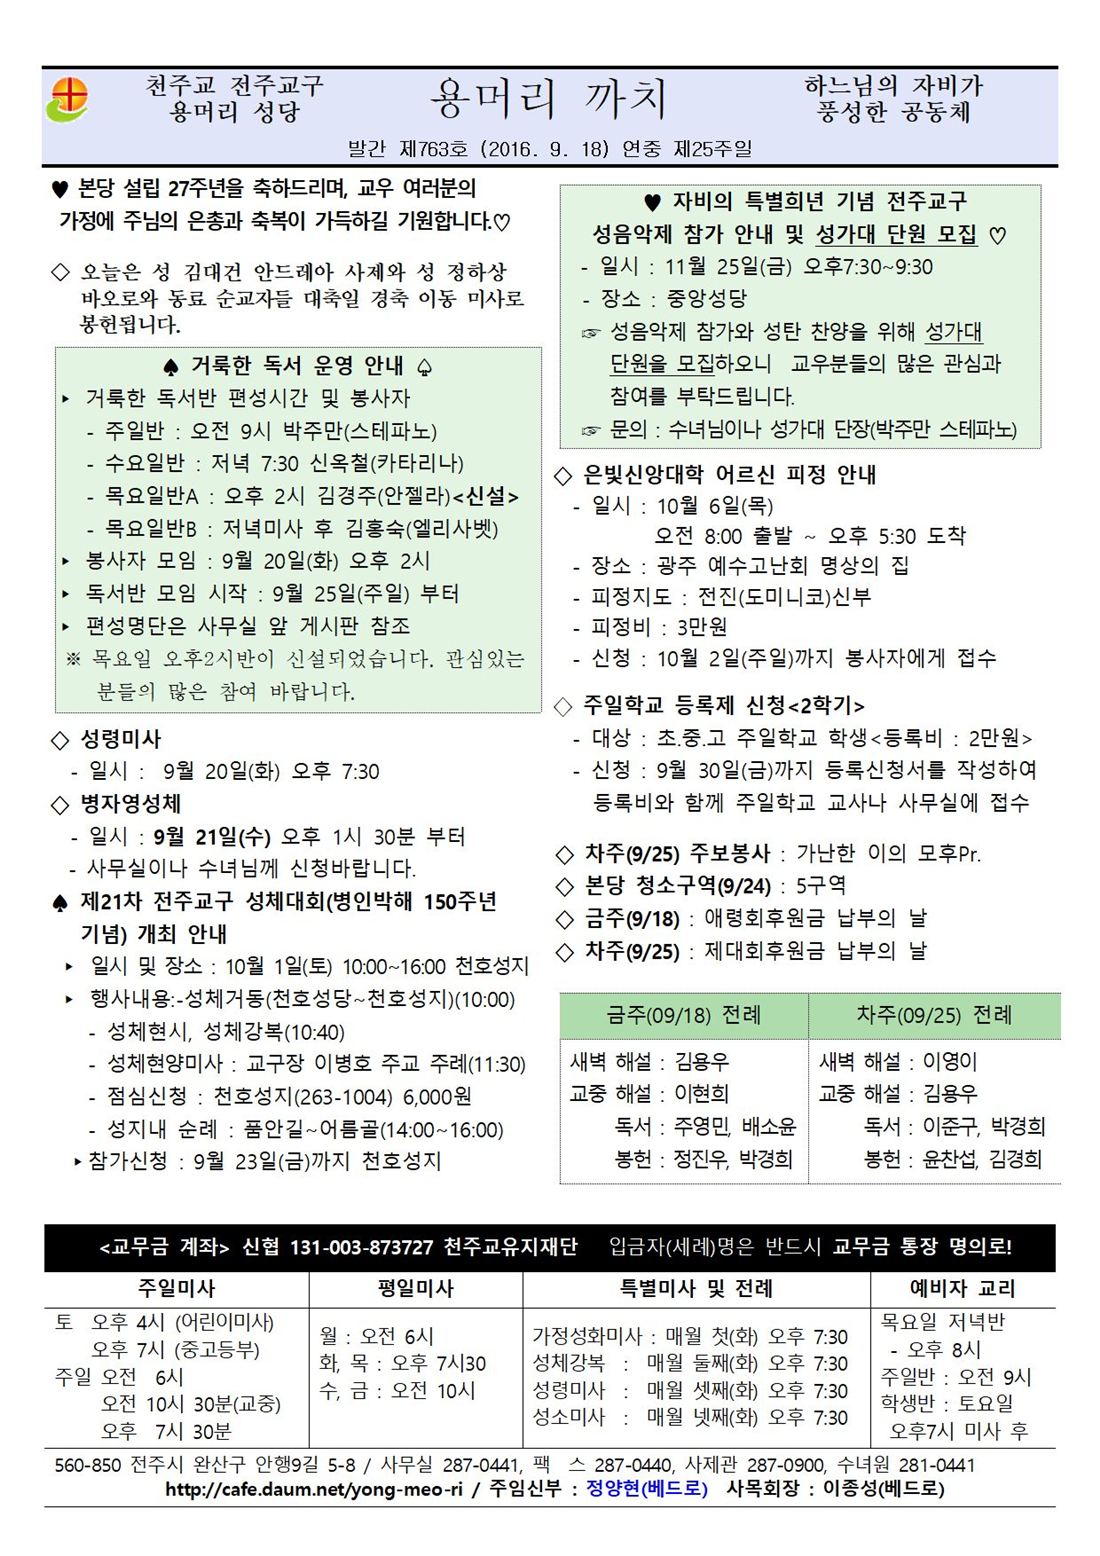 천주교 전주교구
용머리 성당
용머리 까치
하느님의 자비가
풍성한 공동체
발간 제763호 (2016. 9. 18) 연중 제25주일
♥ 본당 설립 27주년을 축하드리며, 교우 여러분의
가정에 주님의 은총과 축복이 가득하길 기원합니다.♡
◇ 오늘은 성 김대건 안드레아 사제와 성 정하상
바오로와 동료 순교자들 대축일 경축 이동 미사로
봉헌됩니다.
♠ 거룩한 독서 운영 안내 ♤
▸ 거룩한 독서반 편성시간 및 봉사자
- 주일반 : 오전 9시 박주만(스테파노)
- 수요일반 : 저녁 7:30 신옥철(카타리나)
- 목요일반A : 오후 2시 김경주(안젤라)<신설>
- 목요일반B : 저녁미사 후 김홍숙(엘리사벳)
▸ 봉사자 모임 : 9월 20일(화) 오후 2시
▸ 독서반 모임 시작 : 9월 25일(주일) 부터
▸ 편성명단은 사무실 앞 게시판 참조
※ 목요일 오후2시반이 신설되었습니다. 관심있는
분들의 많은 참여 바랍니다.
◇ 성령미사
- 일시 : 9월 20일(화) 오후 7:30
◇ 병자영성체
- 일시 : 9월 21일(수) 오후 1시 30분 부터
- 사무실이나 수녀님께 신청바랍니다.
♠ 제21차 전주교구 성체대회(병인박해 150주년
기념) 개최 안내
▸ 일시 및 장소 : 10월 1일(토) 10:00~16:00 천호성지
▸ 행사내용:-성체거동(천호성당~천호성지)(10:00)
- 성체현시, 성체강복(10:40)
- 성체현양미사 : 교구장 이병호 주교 주례(11:30)
- 점심신청 : 천호성지(263-1004) 6,000원
- 성지내 순례 : 품안길~어름골(14:00~16:00)
▸참가신청 : 9월 23일(금)까지 천호성지
♥ 자비의 특별희년 기념 전주교구
성음악제 참가 안내 및 성가대 단원 모집 ♡
- 일시 : 11월 25일(금) 오후7:30~9:30
- 장소 : 중앙성당
☞ 성음악제 참가와 성탄 찬양을 위해 성가대
단원을 모집하오니 교우분들의 많은 관심과
참여를 부탁드립니다.
☞ 문의 : 수녀님이나 성가대 단장(박주만 스테파노)
◇ 은빛신앙대학 어르신 피정 안내
- 일시 : 10월 6일(목)
오전 8:00 출발 ~ 오후 5:30 도착
- 장소 : 광주 예수고난회 명상의 집
- 피정지도 : 전진(도미니코)신부
- 피정비 : 3만원
- 신청 : 10월 2일(주일)까지 봉사자에게 접수
◇ 주일학교 등록제 신청<2학기>
- 대상 : 초.중.고 주일학교 학생<등록비 : 2만원>
- 신청 : 9월 30일(금)까지 등록신청서를 작성하여
등록비와 함께 주일학교 교사나 사무실에 접수
◇ 차주(9/25) 주보봉사 : 가난한 이의 모후Pr.
◇ 본당 청소구역(9/24) : 5구역
◇ 금주(9/18) : 애령회후원금 납부의 날
◇ 차주(9/25) : 제대회후원금 납부의 날
금주(09/18) 전례 차주(09/25) 전례
새벽 해설 : 김용우 새벽 해설 : 이영이
교중 해설 : 이현희 교중 해설 : 김용우
독서 : 주영민, 배소윤 독서 : 이준구, 박경희
봉헌 : 정진우, 박경희 봉헌 : 윤찬섭, 김경희
<교무금 계좌> 신협 131-003-873727 천주교유지재단 입금자(세례)명은 반드시 교무금 통장 명의로!
주일미사 평일미사 특별미사 및 전례 예비자 교리
토 오후 4시 (어린이미사)
오후 7시 (중고등부)
주일 오전 6시
오전 10시 30분(교중)
오후 7시 30분
월 : 오전 6시
화, 목 : 오후 7시30
수, 금 : 오전 10시
가정성화미사 : 매월 첫(화) 오후 7:30
성체강복 : 매월 둘째(화) 오후 7:30
성령미사 : 매월 셋째(화) 오후 7:30
성소미사 : 매월 넷째(화) 오후 7:30
목요일 저녁반
- 오후 8시
주일반 : 오전 9시
학생반 : 토요일
오후7시 미사 후
560-850 전주시 완산구 안행9길 5-8 / 사무실 287-0441, 팩 스 287-0440, 사제관 287-0900, 수녀원 281-0441
http://cafe.daum.net/yong-meo-ri / 주임신부 : 정양현(베드로) 사목회장 : 이종성(베드로)